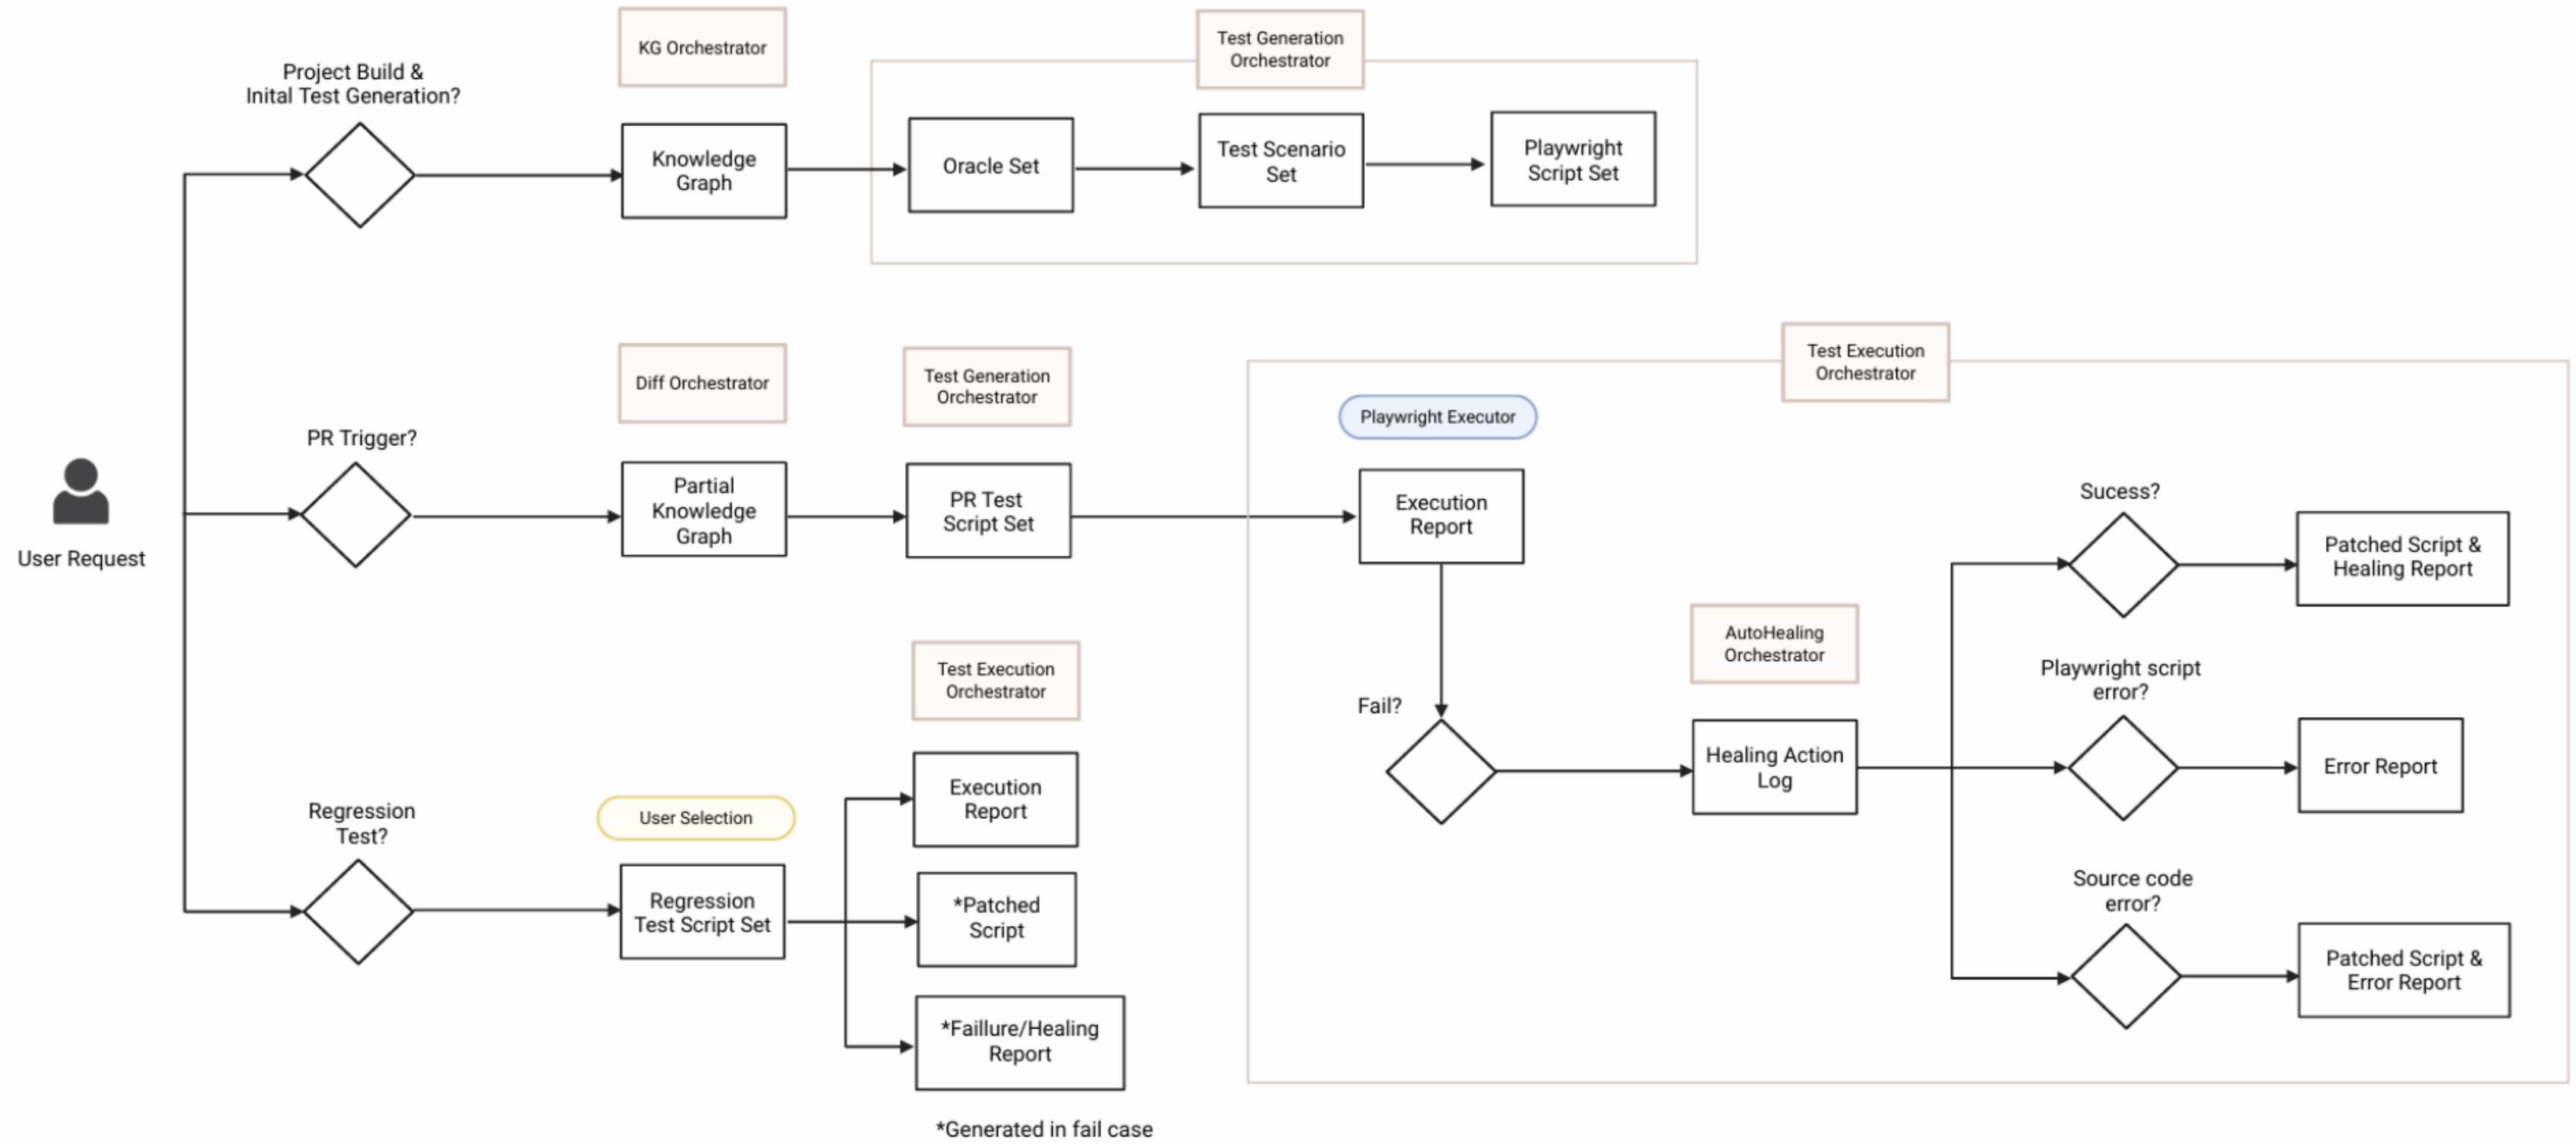 KG Orchestrator
Test Generation
Orchestrator
Project Build &
Inital Test Generation?
Knowledge
Graph
Oracle Set
Test Scenario
Set
Playwright
Script Set
Diff Orchestrator
Test Generation
Orchestrator
Test Execution
Orchestrator
Playwright Executor
PR Trigger?
User Request
Partial
Knowledge
Graph
PR Test
Script Set
Execution
Report
Sucess?
Patched Script &
Healing Report
Fail?
AutoHealing
Orchestrator
Healing Action
Log
Playwright script
error?
Error Report
Source code
error?
Patched Script &
Error Report
Test Execution
Orchestrator
Regression
Test?
User Selection
Regression
Test Script Set
Execution
Report
*Patched
Script
*Faillure/Healing
Report
*Generated in fail case